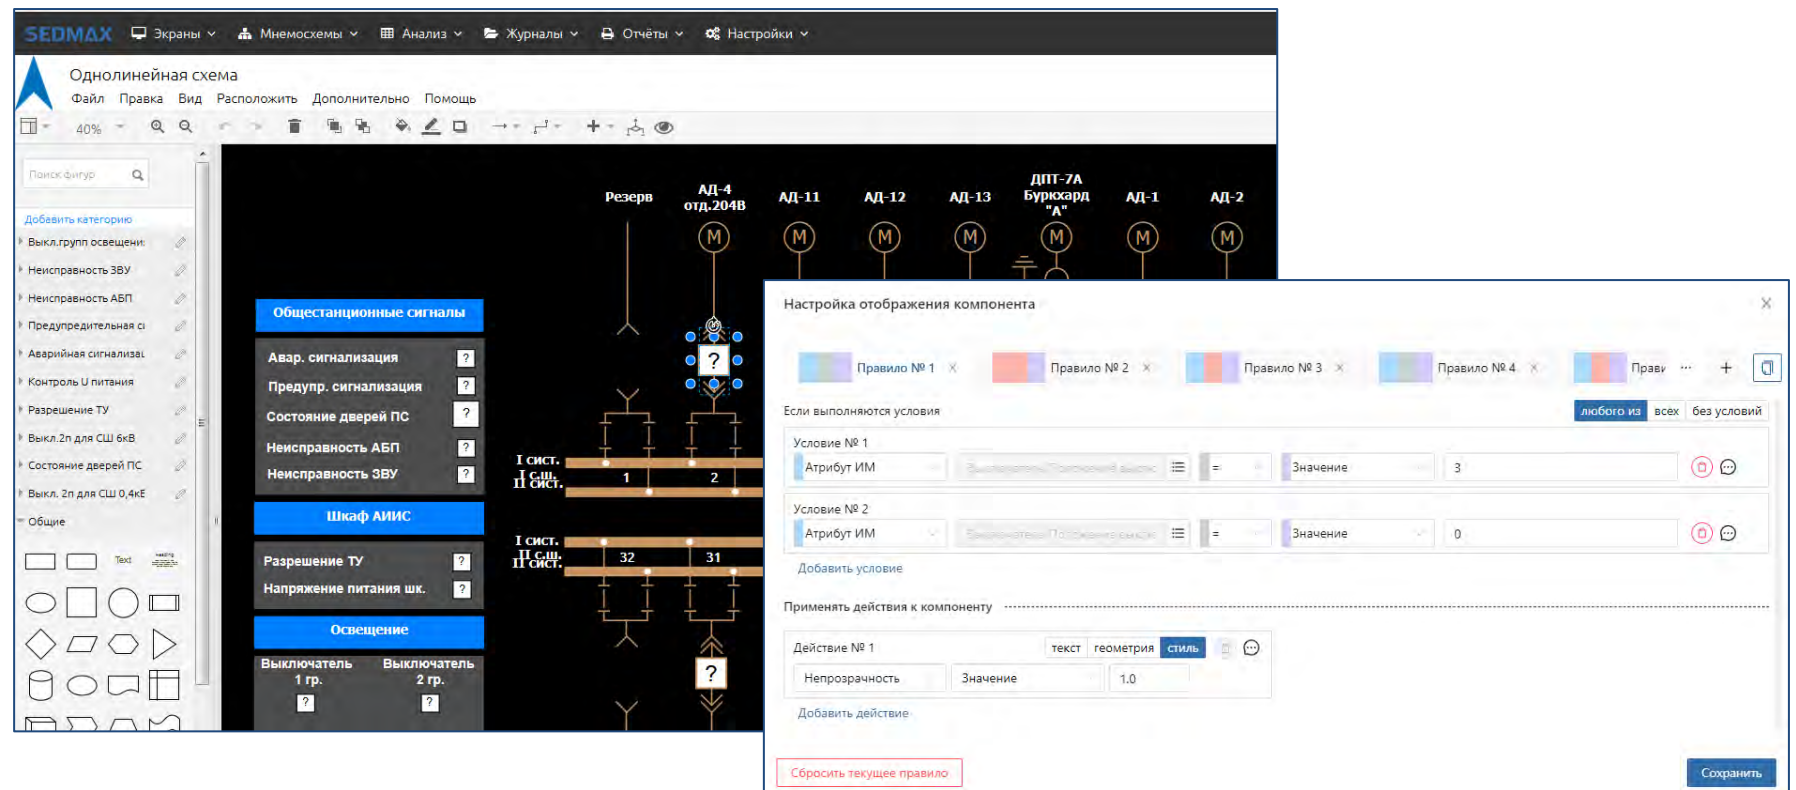 SEDMAX Экраны Мнемосхемы Анализ Журналы Отчёты Настройки
Однолинейная схема
Файл Правка Вид Расположить Дополнительно Помощь
40%
Поиск фигур
Добавить категорию
Выкл.групп освещени
Неисправность ЗВУ
Неисправность АБП
Предупредительная с
Аварийная сигнализац
Контроль U питания
Разрешение ТУ
Выкл.2п для СШ 6кВ
Состояние дверей ПС
Выкл. 2п для СШ 0,4кВ
Общие
Text
Heading
Общестанционные сигналы
Авар. сигнализация ?
Предупр. сигнализация ?
Состояние дверей ПС ?
Неисправность АБП ?
Неисправность ЗВУ ?
Шкаф АИИС
Разрешение ТУ ?
Напряжение питания шк. ?
Освещение
Выключатель 1 гр. ?
Выключатель 2 гр. ?
Резерв
АД-4
отд.204В
АД-11
АД-12
АД-13
ДПТ-7А
Буркхард
"А"
АД-1
АД-2
M M M M M M
?
I сист.
I с.ш.
II сист.
1 2
I сист.
II с.ш.
II сист.
32 31
?
Настройка отображения компонента
Правило № 1 Правило № 2 Правило № 3 Правило № 4 Прави ...
Если выполняются условия
любого из всех без условий
Условие № 1
Атрибут ИМ = Значение 3
Условие № 2
Атрибут ИМ = Значение 0
Добавить условие
Применять действия к компоненту
Действие № 1 текст геометрия стиль
Непрозрачность Значение 1.0
Добавить действие
Сбросить текущее правило
Сохранить